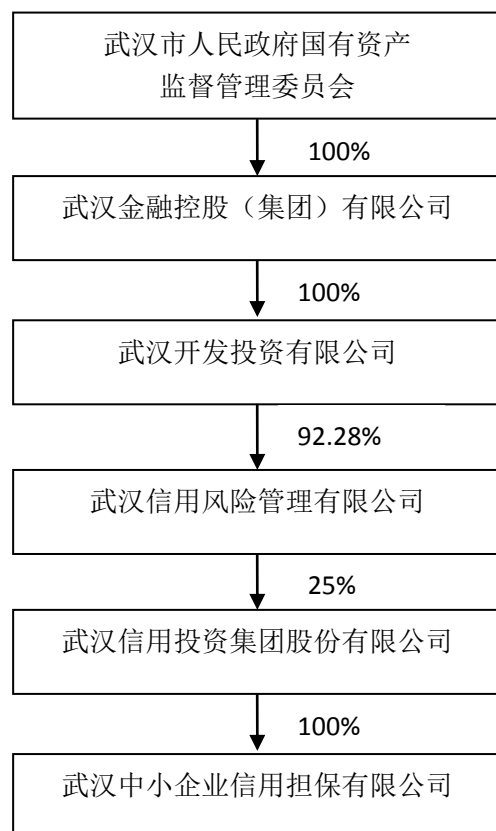 武汉市人民政府国有资产
监督管理委员会
100%
武汉金融控股（集团）有限公司
100%
武汉开发投资有限公司
92.28%
武汉信用风险管理有限公司
25%
武汉信用投资集团股份有限公司
100%
武汉中小企业信用担保有限公司